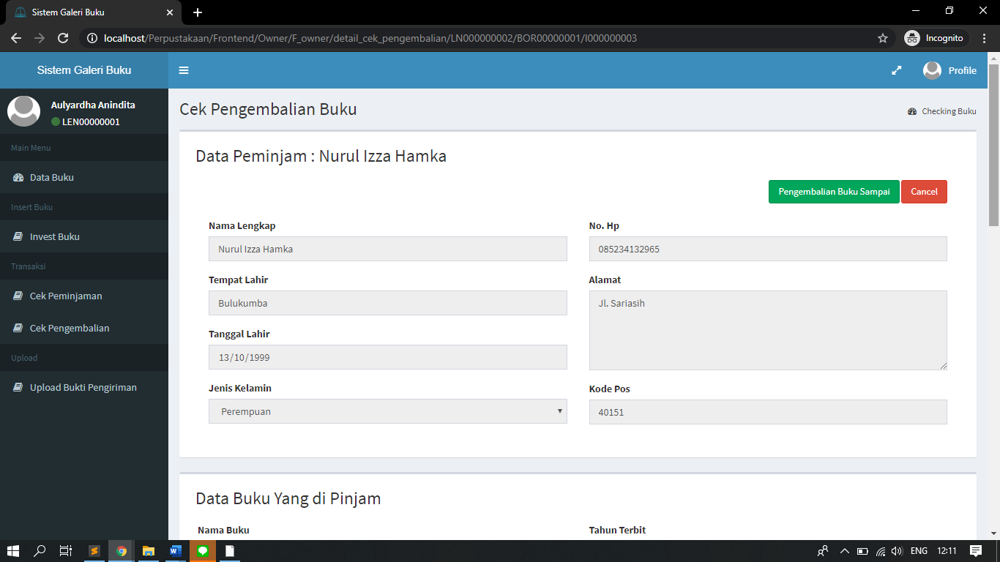 Sistem Galeri Buku
localhost/Perpustakaan/Frontend/Owner/F_owner/detail_cek_pengembalian/LN000000002/BOR00000001/I000000003
Incognito
Sistem Galeri Buku
Profile
Aulyardha Anindita
LEN00000001
Main Menu
Data Buku
Insert Buku
Invest Buku
Transaksi
Cek Peminjaman
Cek Pengembalian
Upload
Upload Bukti Pengiriman
Cek Pengembalian Buku
Checking Buku
Data Peminjam : Nurul Izza Hamka
Pengembalian Buku Sampai
Cancel
Nama Lengkap
Nurul Izza Hamka
Tempat Lahir
Bulukumba
Tanggal Lahir
13/10/1999
Jenis Kelamin
Perempuan
No. Hp
085234132965
Alamat
Jl. Sariasih
Kode Pos
40151
Data Buku Yang di Pinjam
Nama Buku
Tahun Terbit
ENG
12:11